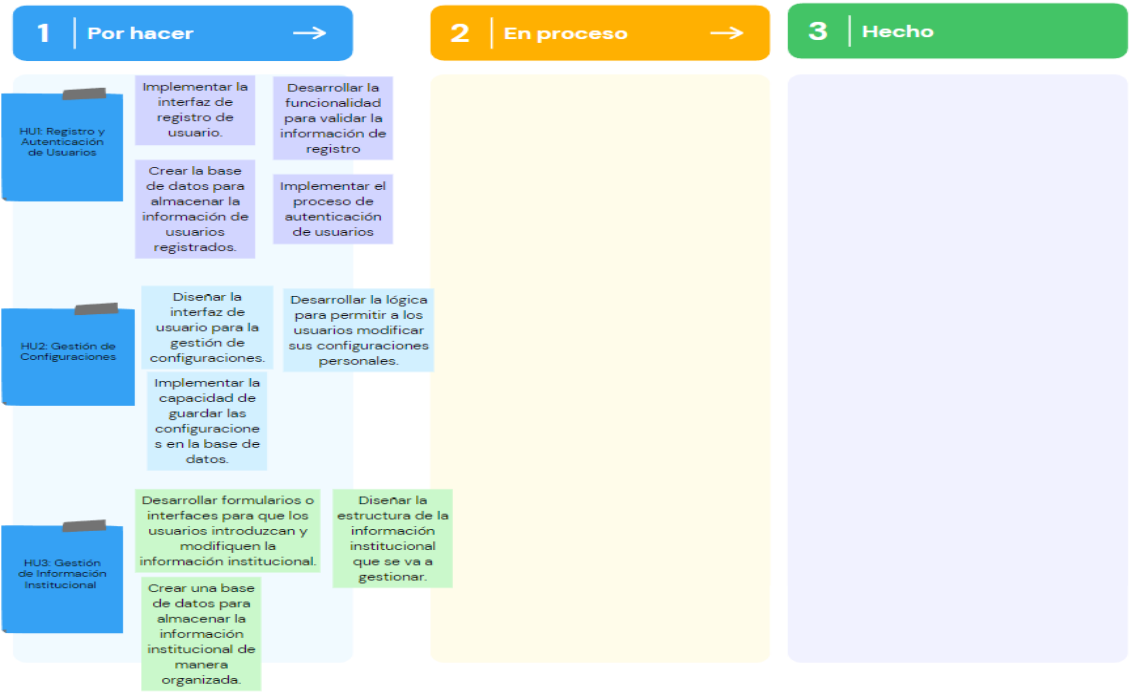 1 Por hacer
2 En proceso
3 Hecho
HU1: Registro y
Autenticación
de Usuarios
Implementar la
interfaz de
registro de
usuario.
Desarrollar la
funcionalidad
para validar la
información de
registro
Crear la base
de datos para
almacenar la
información de
usuarios
registrados.
Implementar el
proceso de
autenticación
de usuarios
HU2: Gestión de
Configuraciones
Diseñar la
interfaz de
usuario para la
gestión de
configuraciones.
Desarrollar la lógica
para permitir a los
usuarios modificar
sus configuraciones
personales.
Implementar la
capacidad de
guardar las
configuracione
s en la base de
datos.
HU3: Gestión
de Información
Institucional
Desarrollar formularios o
interfaces para que los
usuarios introduzcan y
modifiquen la
información institucional.
Diseñar la
estructura de la
información
institucional
que se va a
gestionar.
Crear una base
de datos para
almacenar la
información
institucional de
manera
organizada.